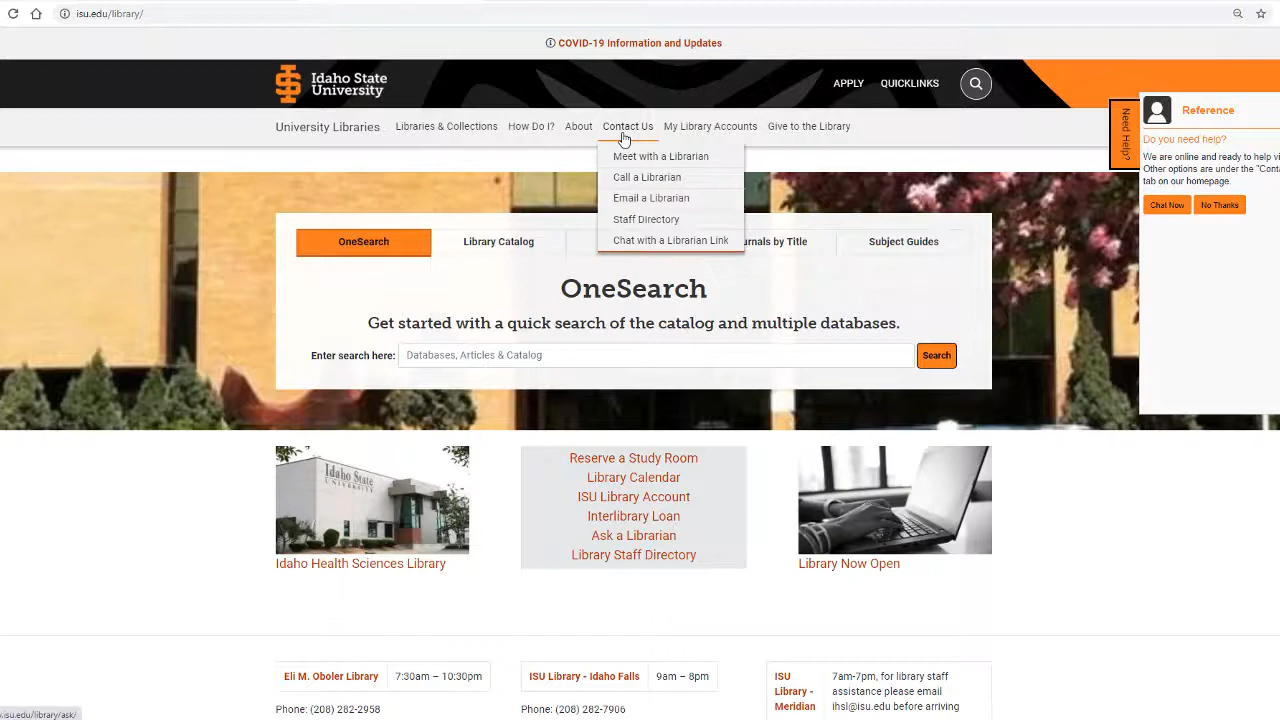 isu.edu/library/
COVID-19 Information and Updates
Idaho State
University
APPLY QUICKLINKS
University Libraries Libraries & Collections How Do I? About Contact Us My Library Accounts Give to the Library
Meet with a Librarian
Call a Librarian
Email a Librarian
Staff Directory
Chat with a Librarian Link
Need Help?
Reference
Do you need help?
We are online and ready to help vi
Other options are under the "Conta
tab on our homepage.
Chat Now No Thanks
OneSearch Library Catalog urnals by Title Subject Guides
OneSearch
Get started with a quick search of the catalog and multiple databases.
Enter search here: Databases, Articles & Catalog Search
Idaho State
UNIVERSITY
Idaho Health Sciences Library
Reserve a Study Room
Library Calendar
ISU Library Account
Interlibrary Loan
Ask a Librarian
Library Staff Directory
Library Now Open
Eli M. Oboler Library 7:30am – 10:30pm
Phone: (208) 282-2958
ISU Library - Idaho Falls 9am – 8pm
Phone: (208) 282-7906
ISU
Library -
Meridian
7am-7pm, for library staff
assistance please email
ihsl@isu.edu before arriving
w.isu.edu/library/ask/